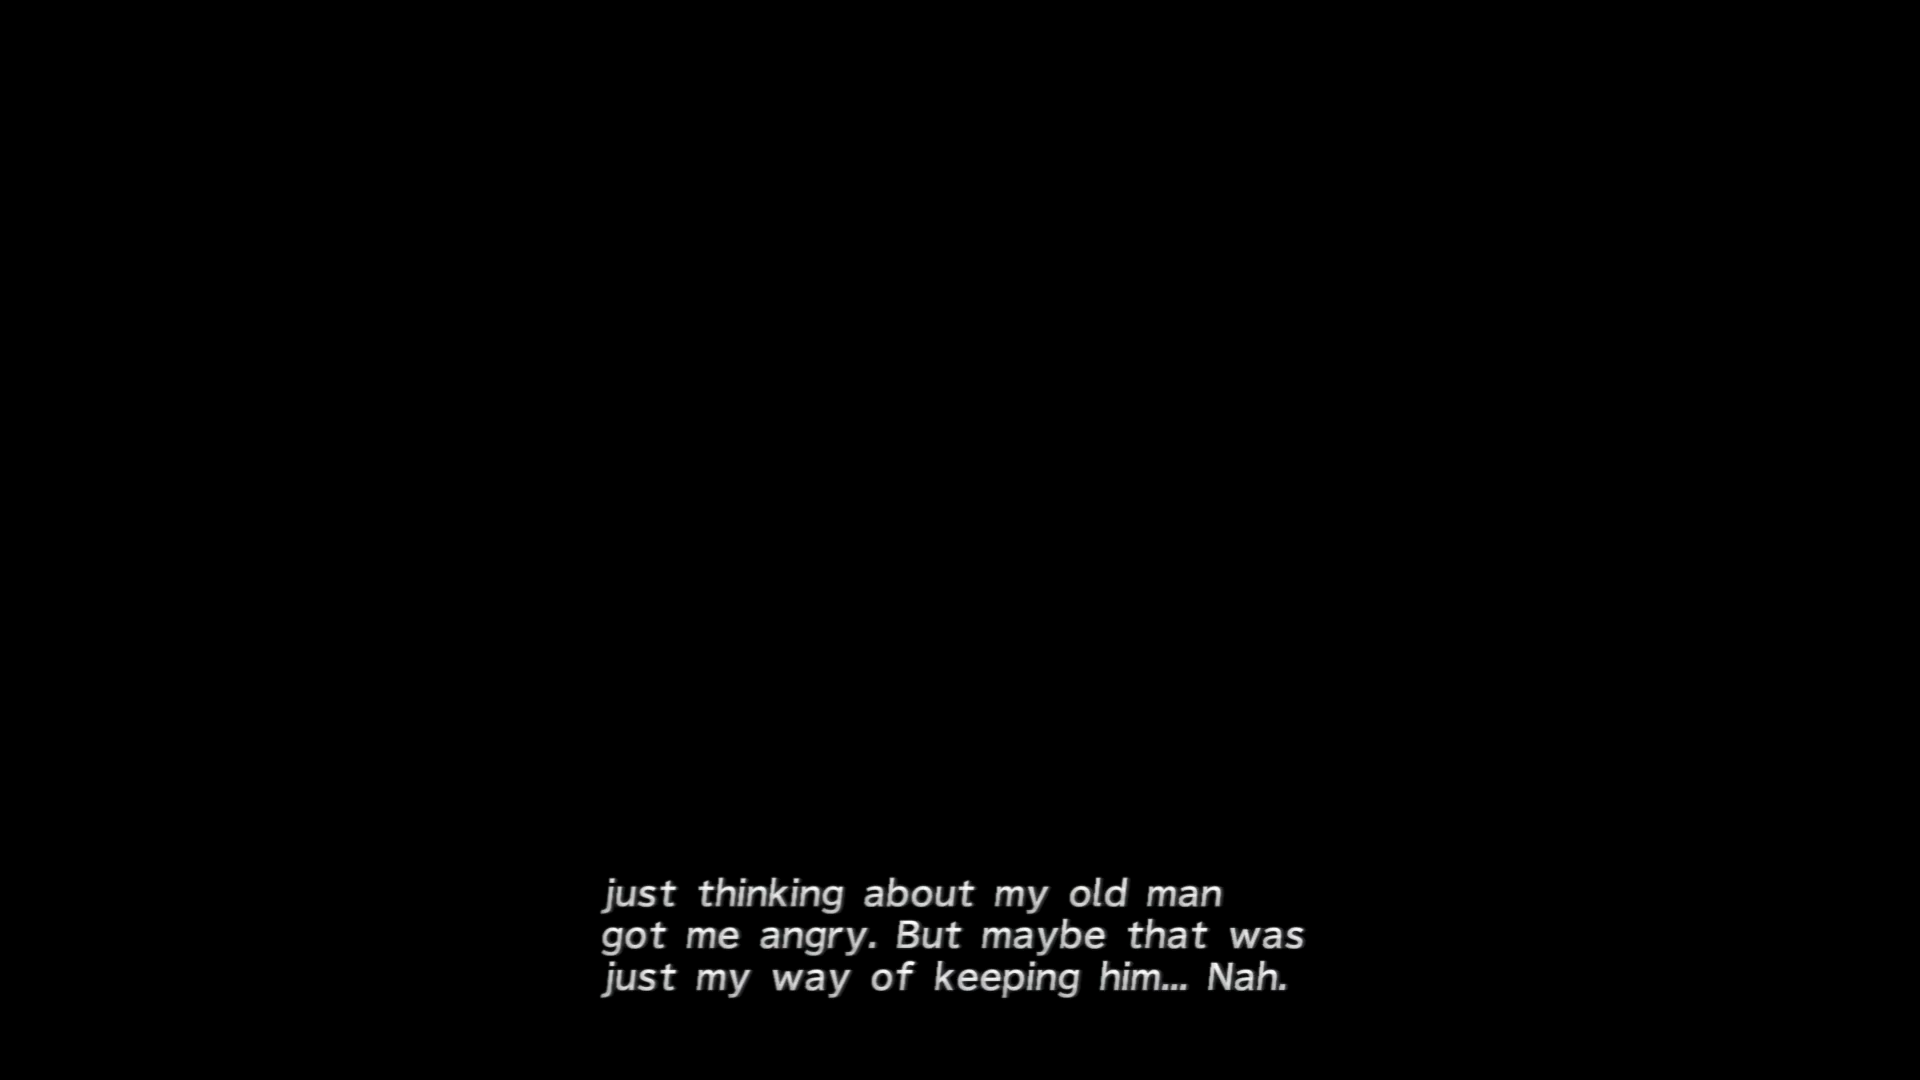 just thinking about my old man
got me angry. But maybe that was
just my way of keeping him... Nah.